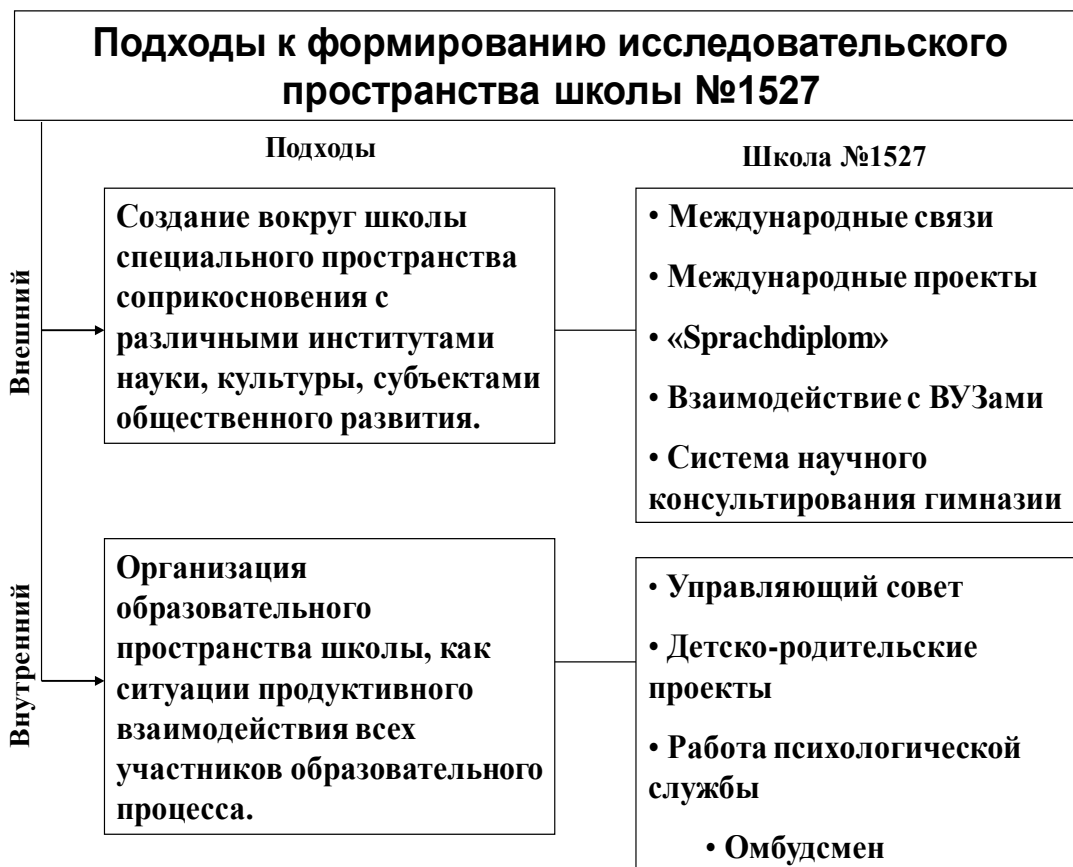 Подходы к формированию исследовательского
пространства школы №1527
Подходы
Школа №1527
Внешний
Создание вокруг школы
специального пространства
соприкосновения с
различными институтами
науки, культуры, субъектами
общественного развития.
• Международные связи
• Международные проекты
• «Sprachdiplom»
• Взаимодействие с ВУЗами
• Система научного
консультирования гимназии
Внутренний
Организация
образовательного
пространства школы, как
ситуации продуктивного
взаимодействия всех
участников образовательного
процесса.
• Управляющий совет
• Детско-родительские
проекты
• Работа психологической
службы
• Омбудсмен